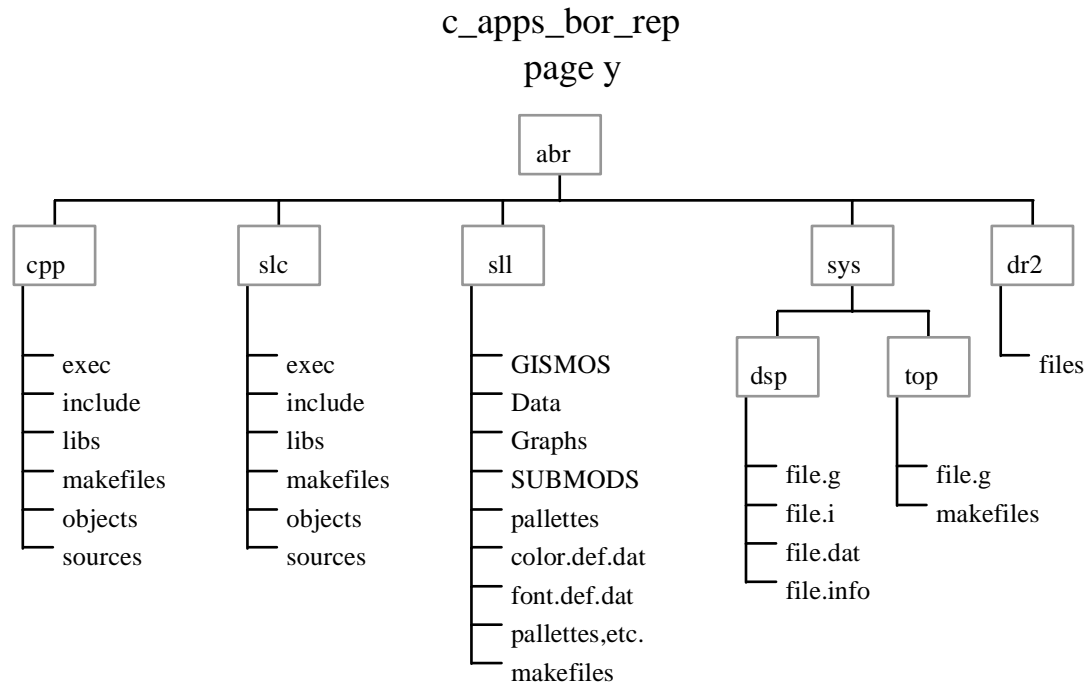 c_apps_bor_rep
page y
abr
cpp
slc
sll
sys
dr2
exec
include
libs
makefiles
objects
sources
exec
include
libs
makefiles
objects
sources
GISMOS
Data
Graphs
SUBMODS
pallettes
color.def.dat
font.def.dat
pallettes,etc.
makefiles
dsp
top
file.g
file.i
file.dat
file.info
file.g
makefiles
files